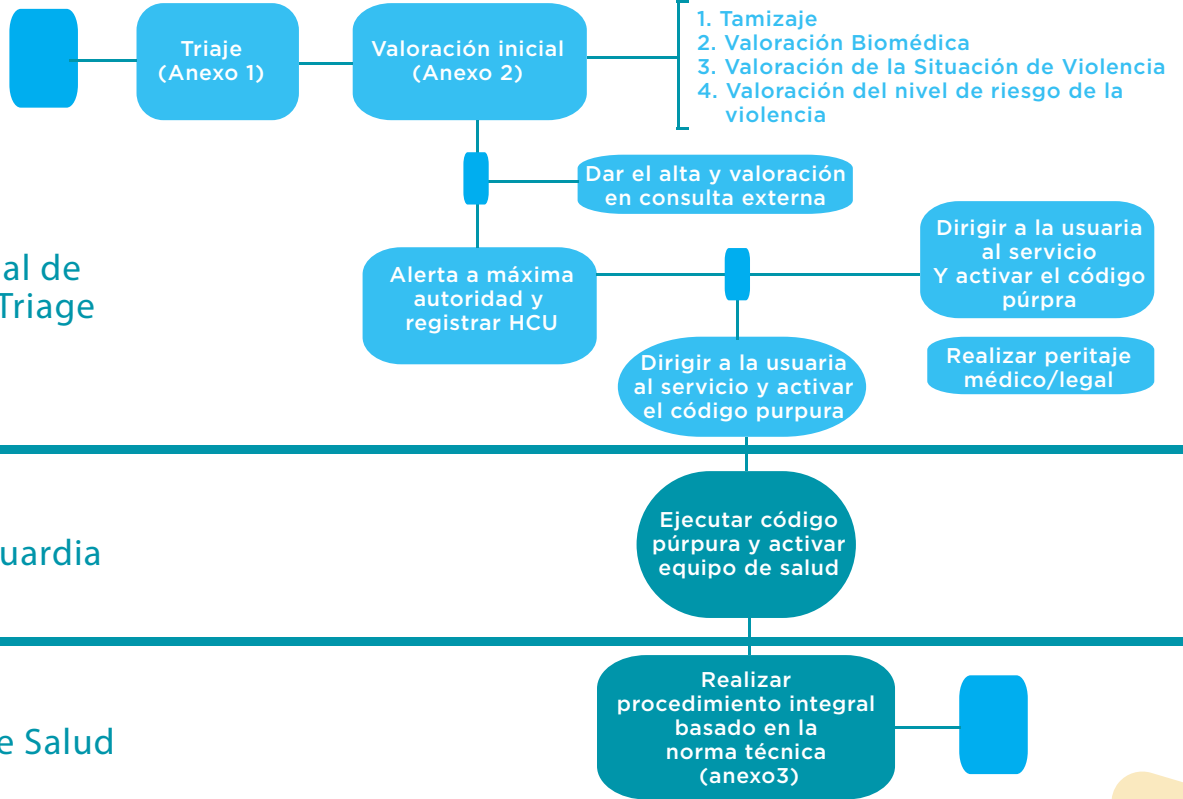 Triaje
(Anexo 1)
Valoración inicial
(Anexo 2)
1. Tamizaje
2. Valoración Biomédica
3. Valoración de la Situación de Violencia
4. Valoración del nivel de riesgo de la
violencia
Dar el alta y valoración
en consulta externa
al de
Triage
Alerta a máxima
autoridad y
registrar HCU
Dirigir a la usuaria
al servicio
Y activar el código
púrpra
Realizar peritaje
médico/legal
Dirigir a la usuaria
al servicio y activar
el código purpura
uardia
Ejecutar código
púrpura y activar
equipo de salud
e Salud
Realizar
procedimiento integral
basado en la
norma técnica
(anexo3)